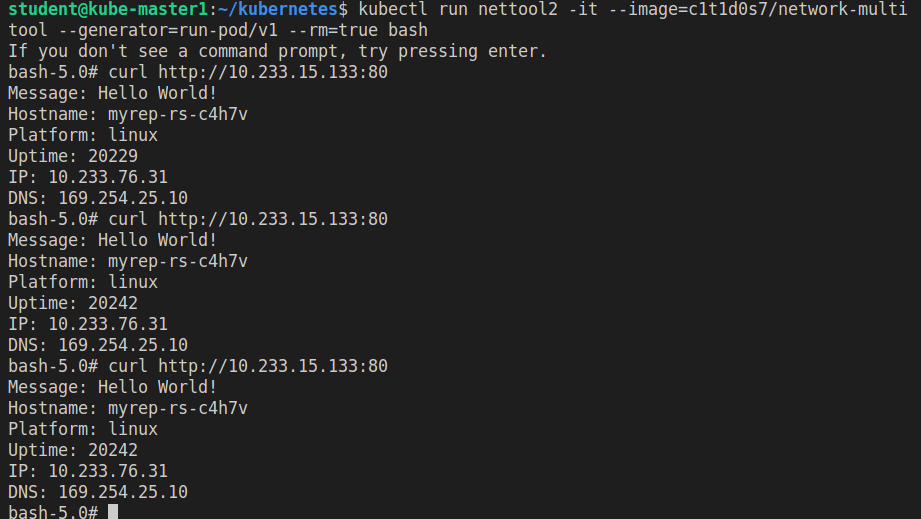 student@kube-master1:~/kubernetes$ kubectl run nettool2 -it --image=c1t1d0s7/network-multi
tool --generator=run-pod/v1 --rm=true bash
If you don't see a command prompt, try pressing enter.
bash-5.0# curl http://10.233.15.133:80
Message: Hello World!
Hostname: myrep-rs-c4h7v
Platform: linux
Uptime: 20229
IP: 10.233.76.31
DNS: 169.254.25.10
bash-5.0# curl http://10.233.15.133:80
Message: Hello World!
Hostname: myrep-rs-c4h7v
Platform: linux
Uptime: 20242
IP: 10.233.76.31
DNS: 169.254.25.10
bash-5.0# curl http://10.233.15.133:80
Message: Hello World!
Hostname: myrep-rs-c4h7v
Platform: linux
Uptime: 20242
IP: 10.233.76.31
DNS: 169.254.25.10
bash-5.0#